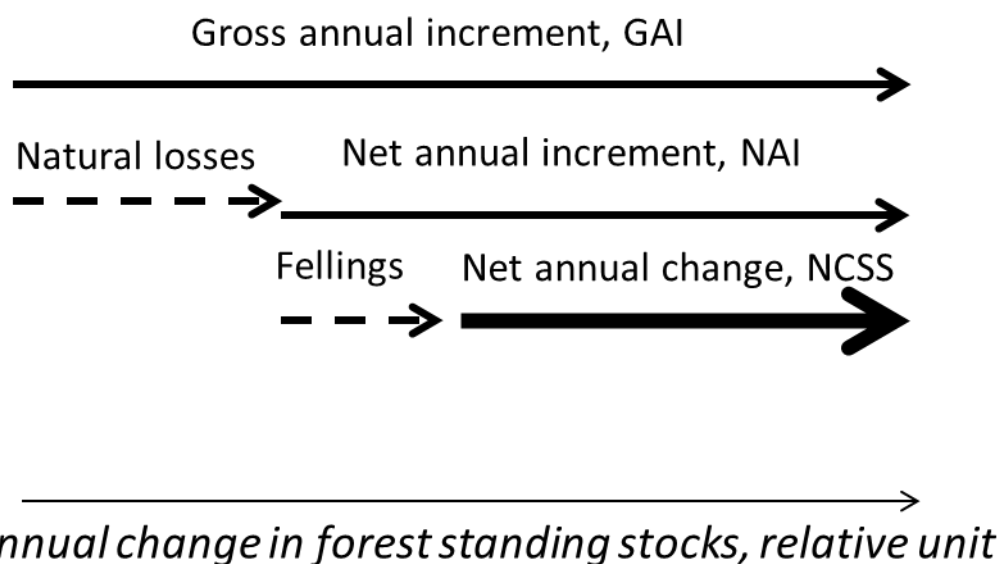 Gross annual increment, GAI
Natural losses
Net annual increment, NAI
Fellings
Net annual change, NCSS
nnual change in forest standing stocks, relative unit